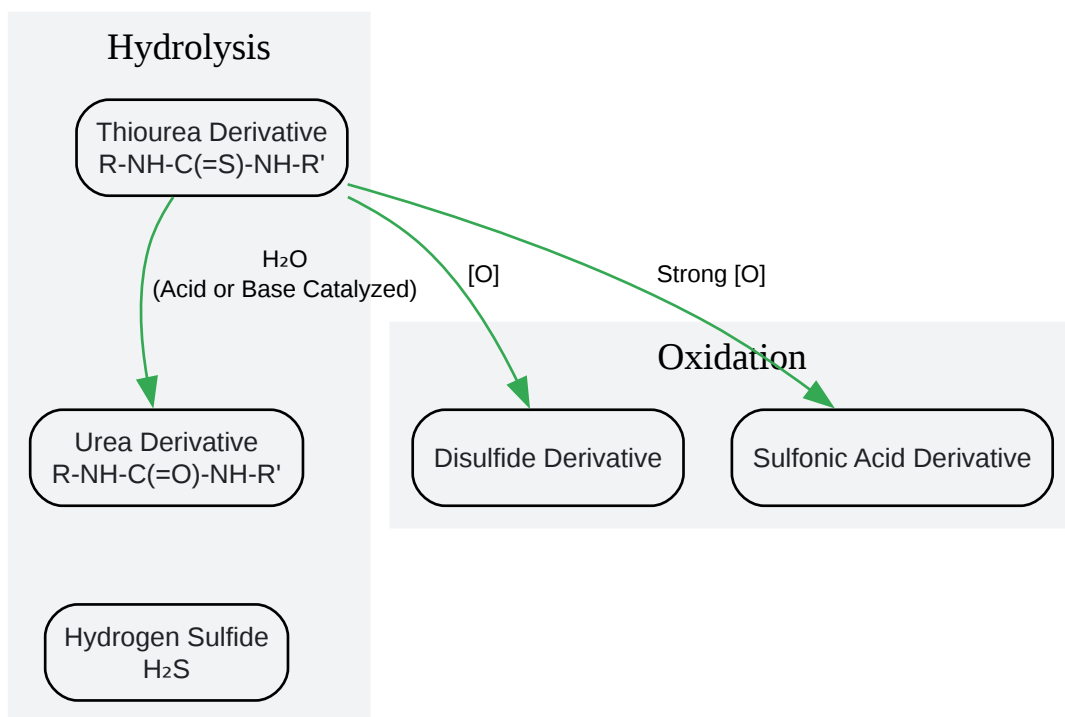 Hydrolysis
Thiourea Derivative
R-NH-C(=S)-NH-R'
H₂O
(Acid or Base Catalyzed)
[O]
Strong [O]
Oxidation
Urea Derivative
R-NH-C(=O)-NH-R'
Disulfide Derivative
Sulfonic Acid Derivative
Hydrogen Sulfide
H₂S